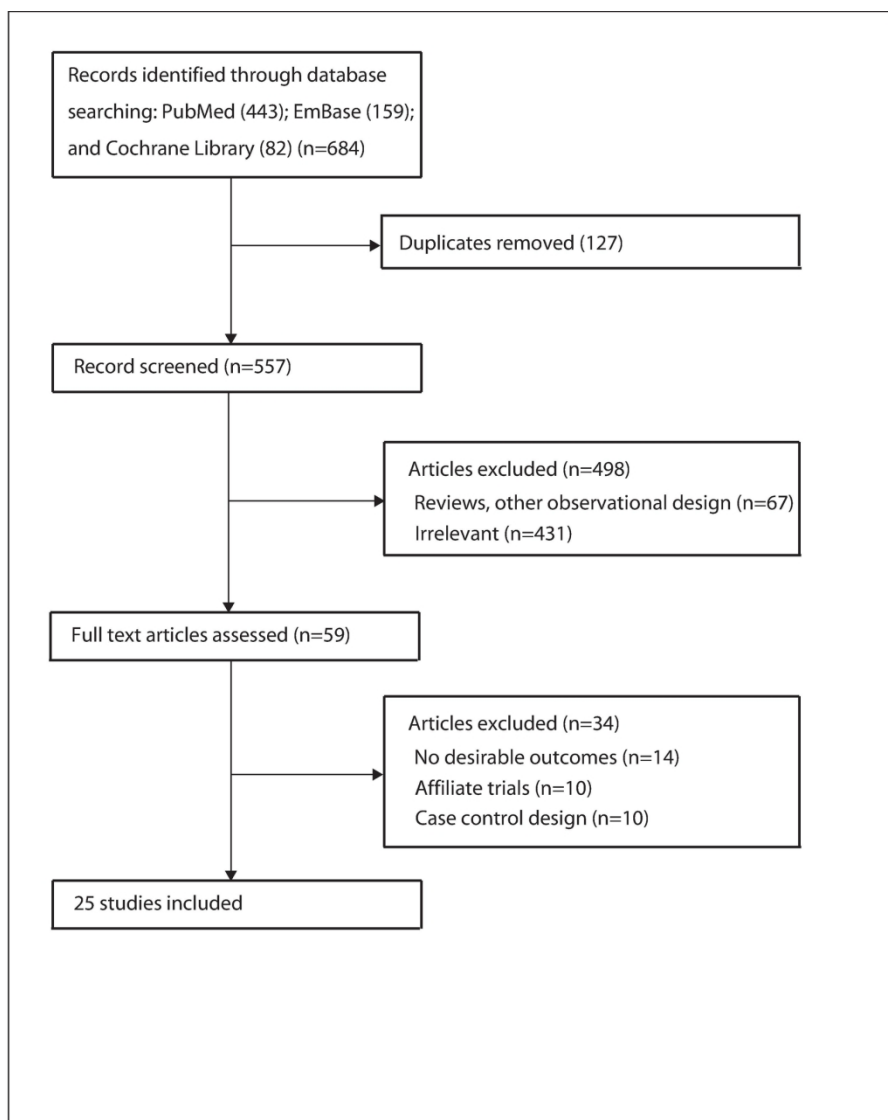 Records identified through database
searching: PubMed (443); EmBase (159);
and Cochrane Library (82) (n=684)
Duplicates removed (127)
Record screened (n=557)
Articles excluded (n=498)
Reviews, other observational design (n=67)
Irrelevant (n=431)
Full text articles assessed (n=59)
Articles excluded (n=34)
No desirable outcomes (n=14)
Affiliate trials (n=10)
Case control design (n=10)
25 studies included